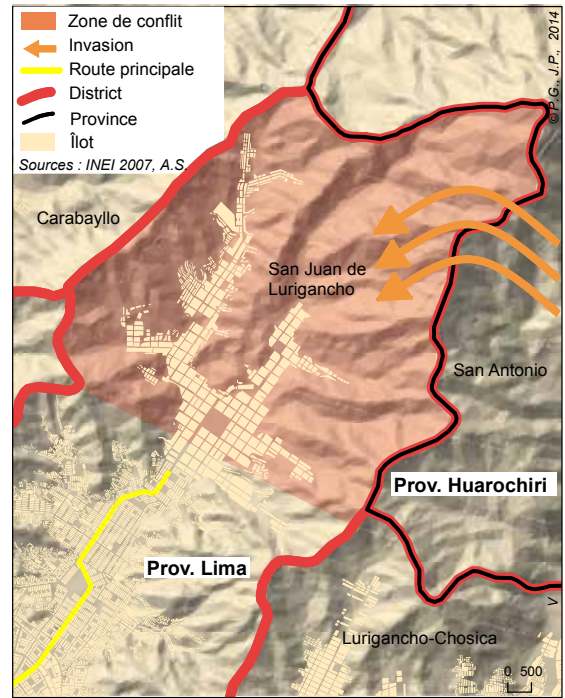 Zone de conflit
Invasion
Route principale
District
Province
Îlot
Sources : INEI 2007, A.S.
©P.G., J.P., 2014
Carabayllo
San Juan de
Lurigancho
San Antonio
Prov. Huarochiri
Prov. Lima
Lurigancho-Chosica
V
0 500